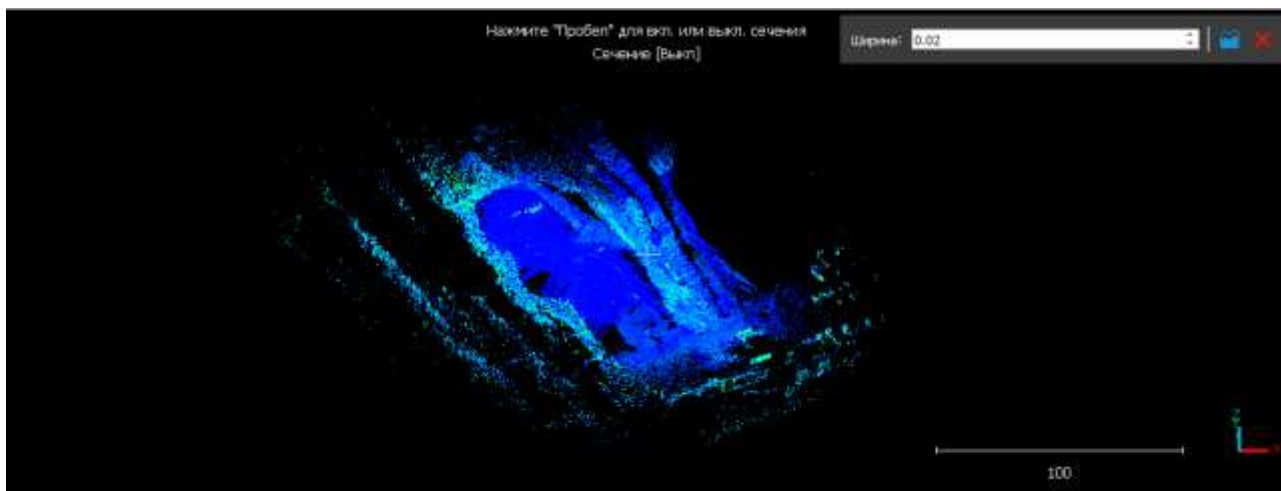 Нажмите "Пробел" для вкл. или выкл. сечения
Сечение [Выкл]
Ширина: 0.02
100
Z